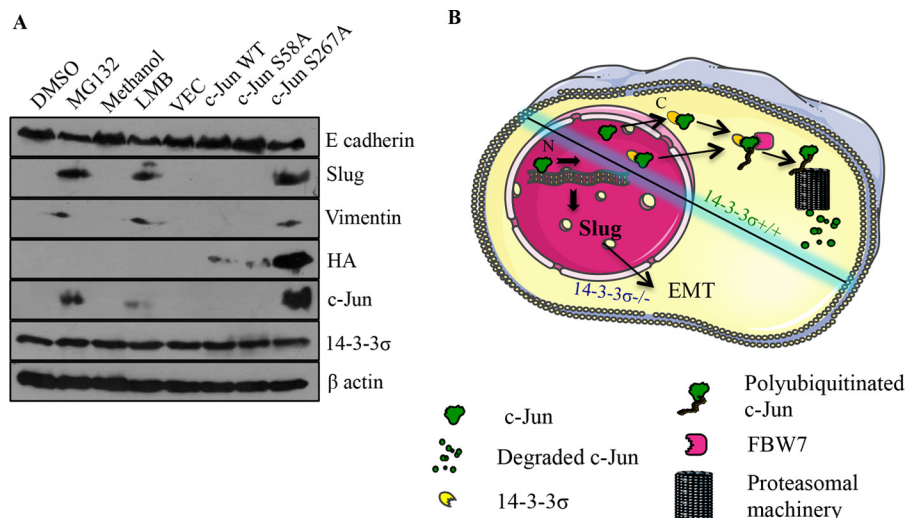 A
DMSO
MG132
Methanol
LMB
VEC
c-Jun WT
c-Jun S58A
c-Jun S267A
E cadherin
Slug
Vimentin
HA
c-Jun
14-3-3σ
β actin
B
C
N
14-3-3σ+/+
Slug
14-3-3σ-/-
EMT
c-Jun
Degraded c-Jun
14-3-3σ
Polyubiquitinated
c-Jun
FBW7
Proteasomal
machinery